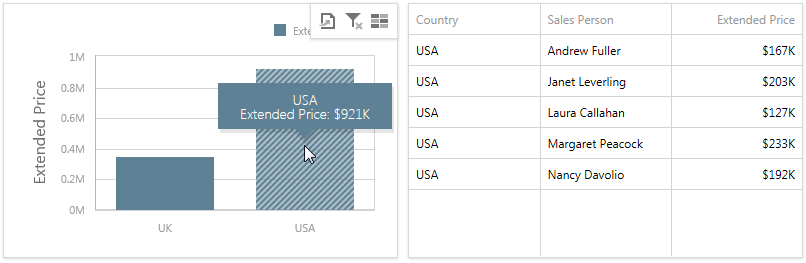 Exte
Extended Price
1M
0.8M
0.6M
0.4M
0.2M
0M
UK
USA
USA
Extended Price: $921K
Country Sales Person Extended Price
USA Andrew Fuller $167K
USA Janet Leverling $203K
USA Laura Callahan $127K
USA Margaret Peacock $233K
USA Nancy Davolio $192K